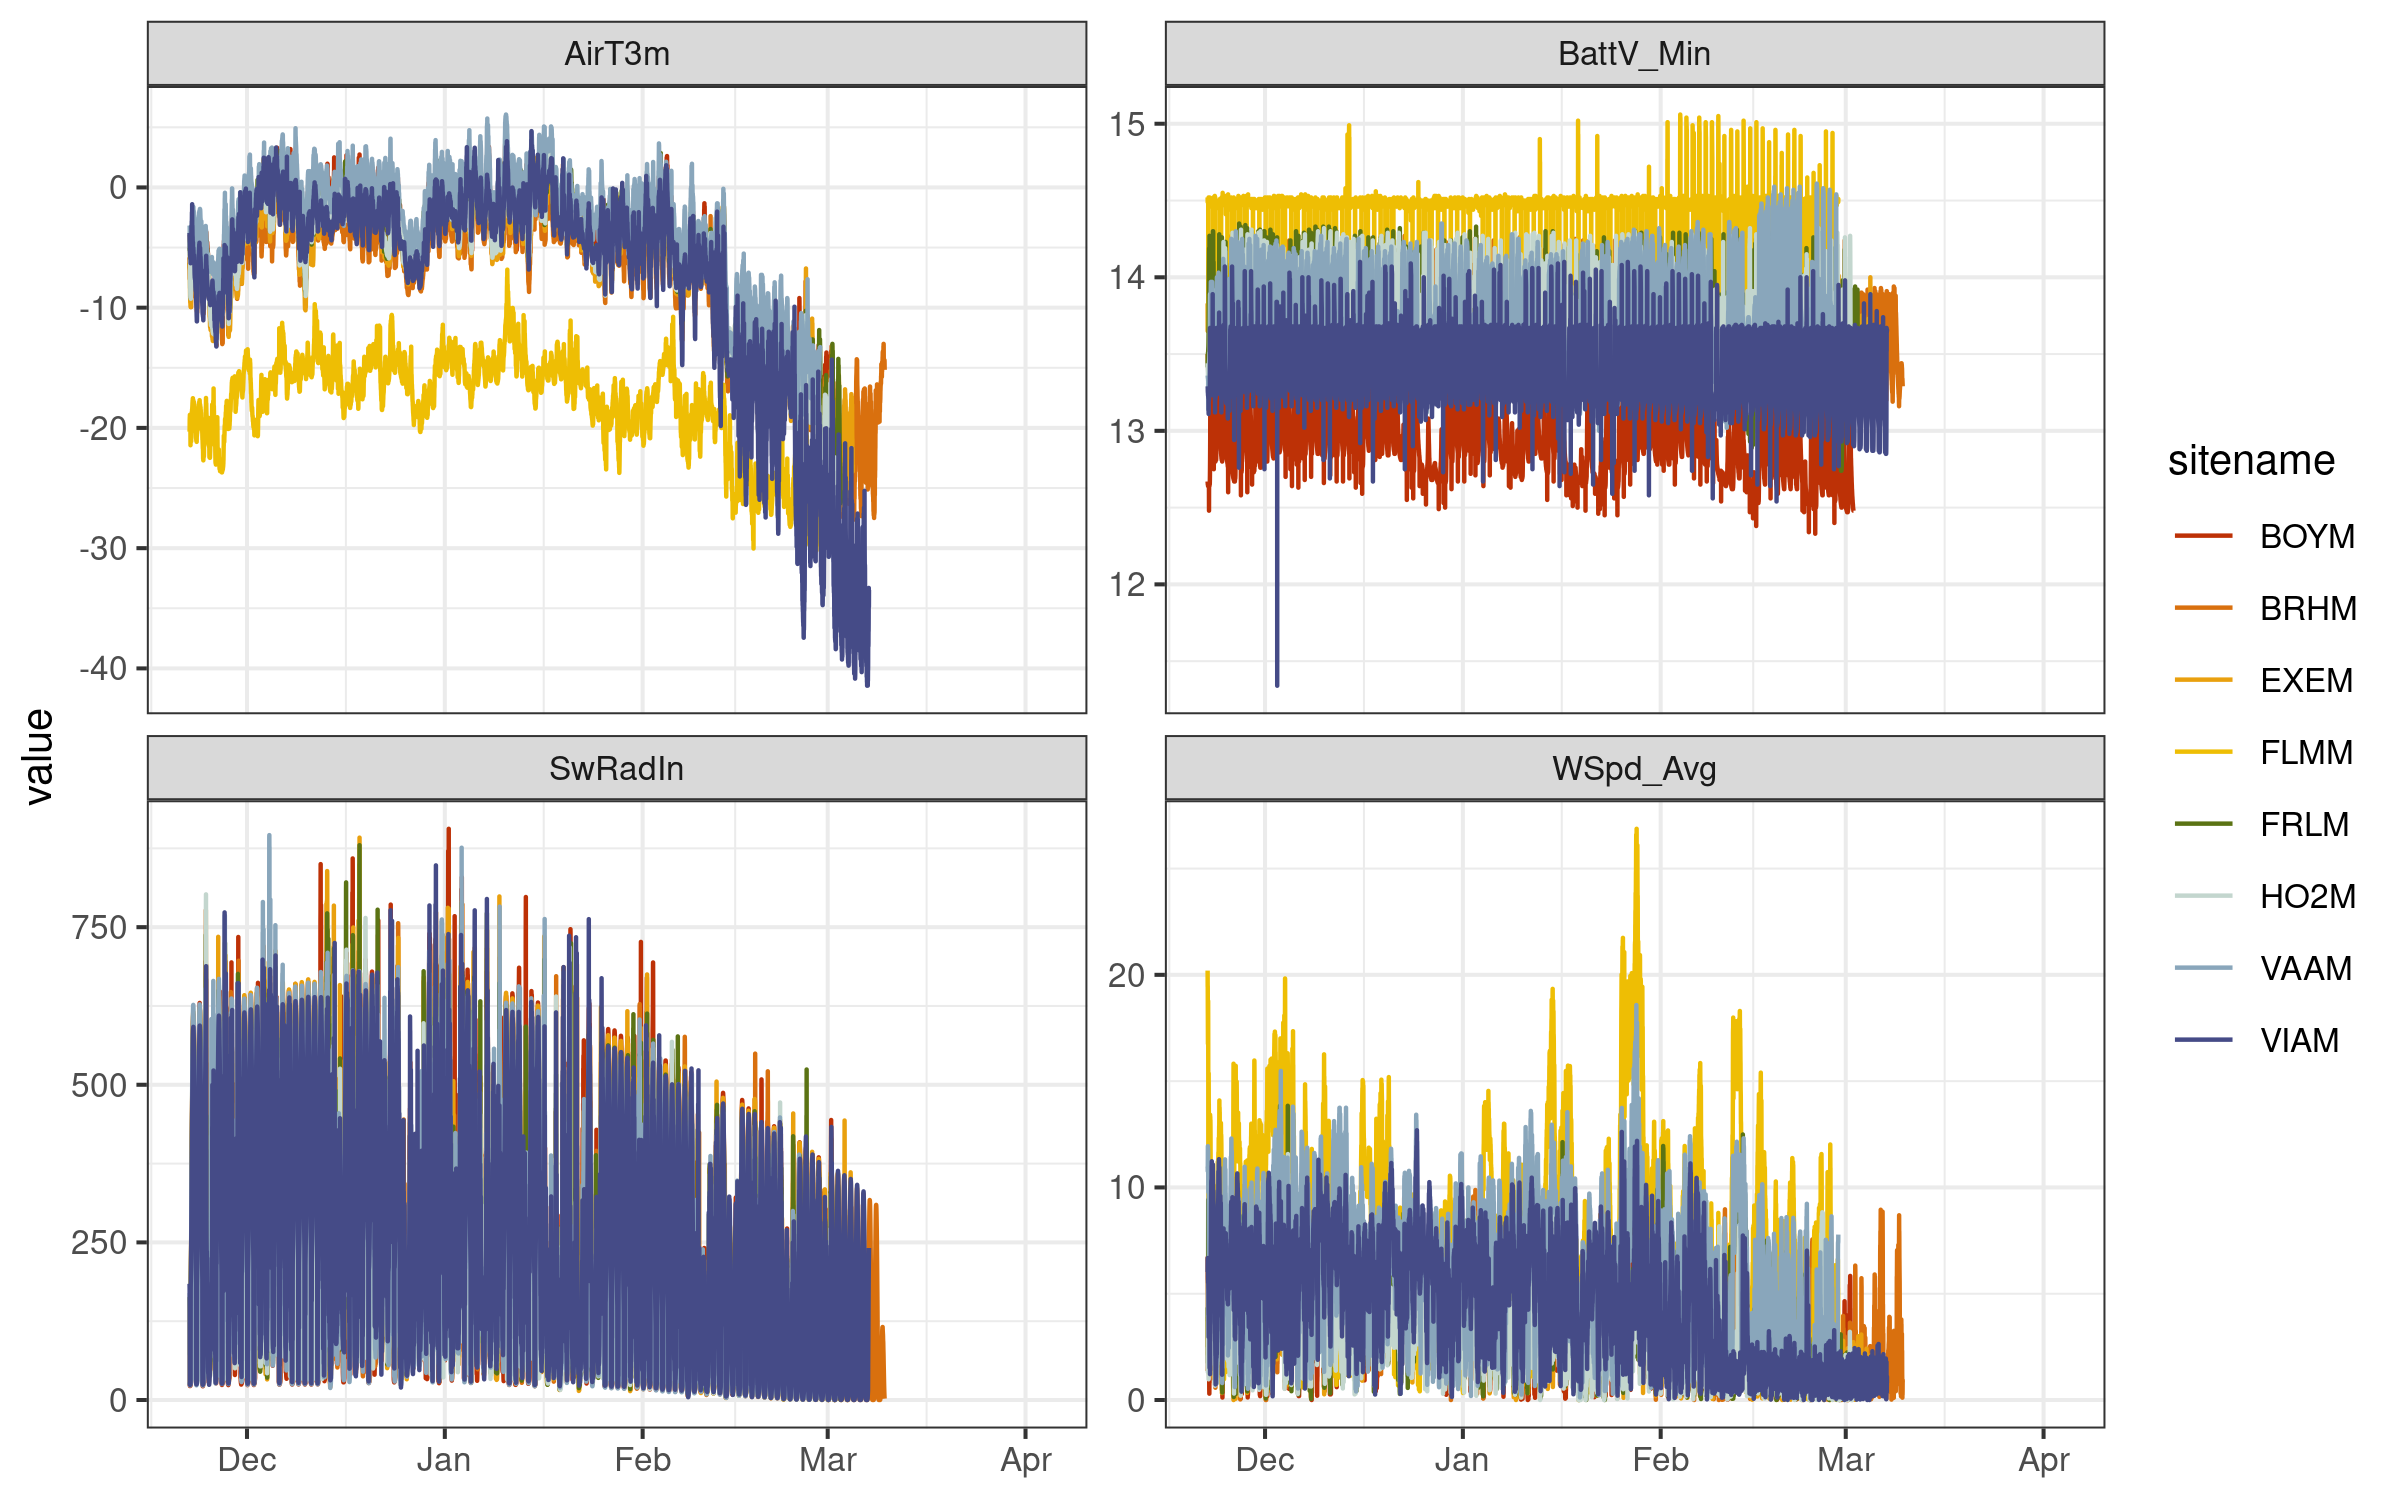 AirT3m
BattV_Min
0
-10
-20
-30
-40
15
14
13
12
value
SwRadIn
WSpd_Avg
750
500
250
0
20
10
0
Dec Jan Feb Mar Apr
Dec Jan Feb Mar Apr
sitename
BOYM
BRHM
EXEM
FLMM
FRLM
HO2M
VAAM
VIAM